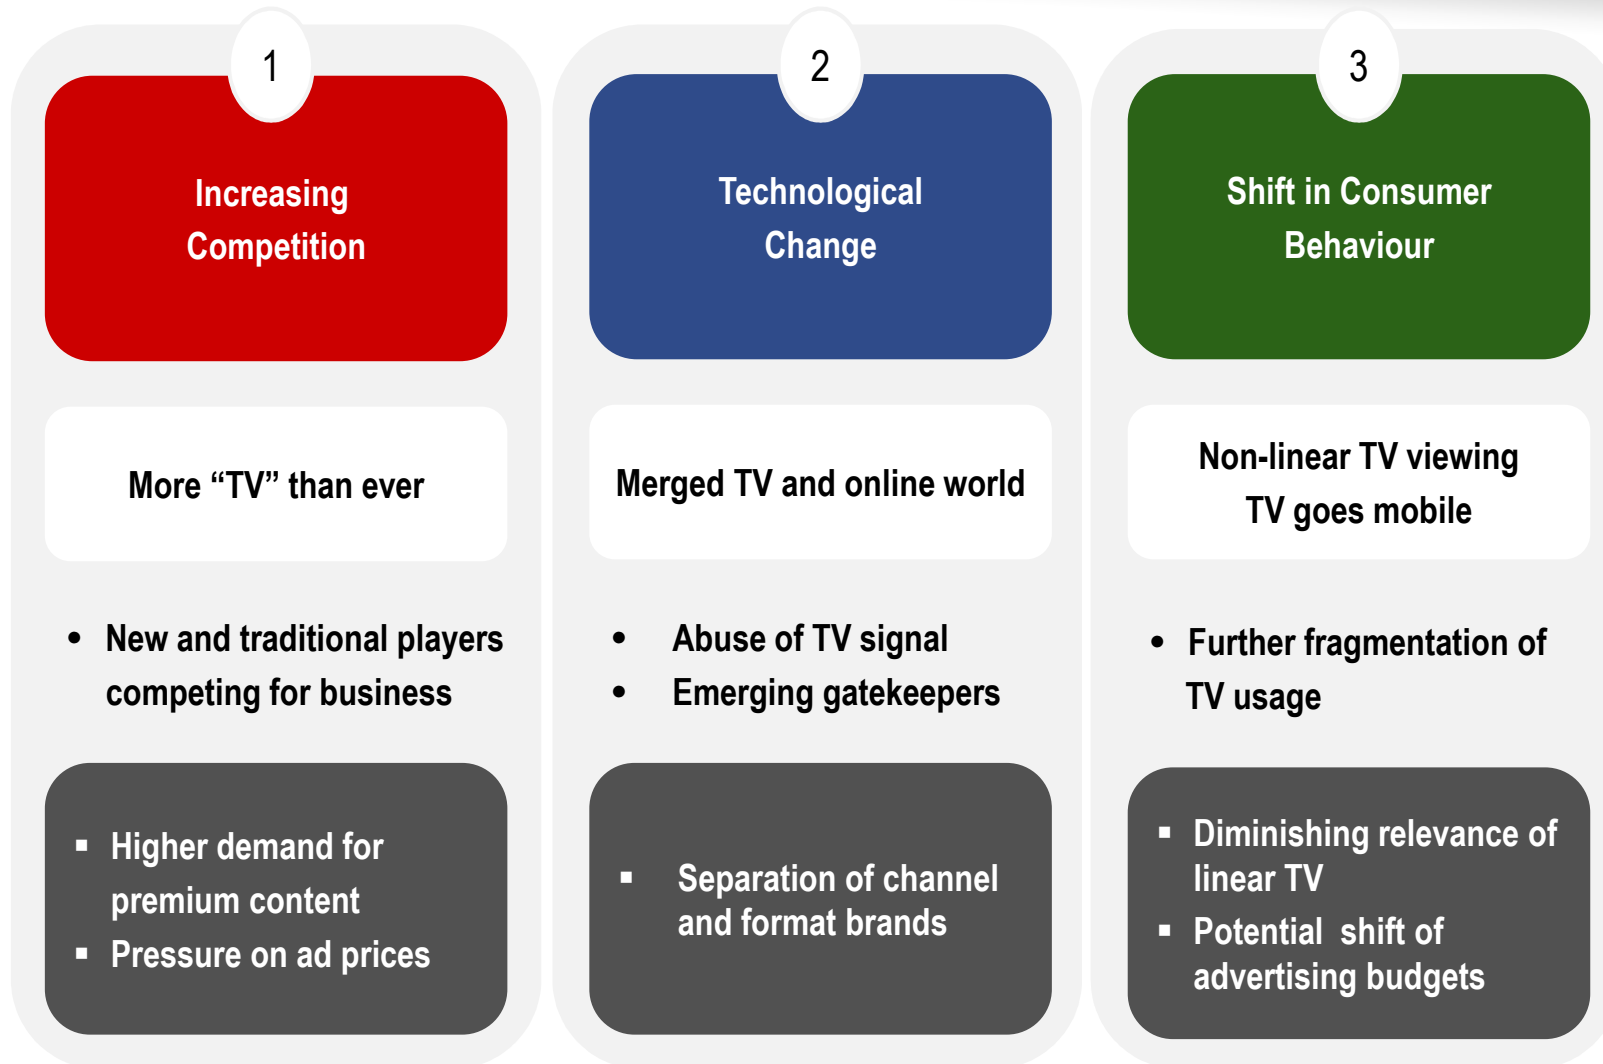 1
Increasing
Competition
More “TV” than ever
• New and traditional players
competing for business
▪ Higher demand for
premium content
▪ Pressure on ad prices
2
Technological
Change
Merged TV and online world
• Abuse of TV signal
• Emerging gatekeepers
▪ Separation of channel
and format brands
3
Shift in Consumer
Behaviour
Non-linear TV viewing
TV goes mobile
• Further fragmentation of
TV usage
▪ Diminishing relevance of
linear TV
▪ Potential shift of
advertising budgets